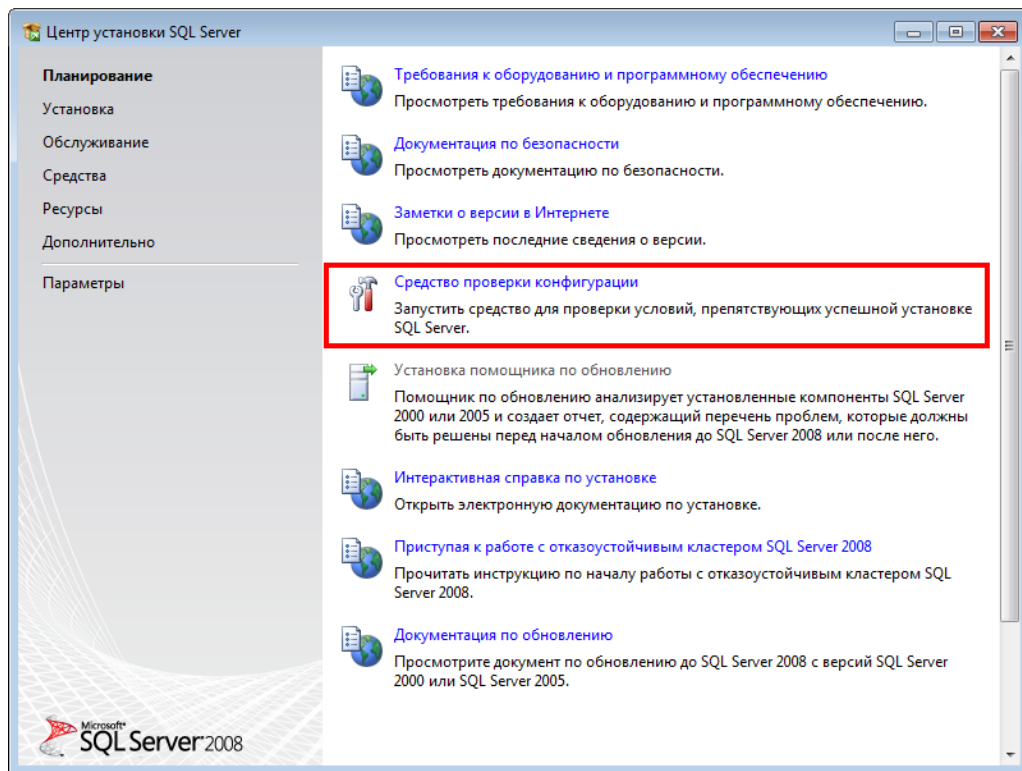 Центр установки SQL Server
Планирование
Установка
Обслуживание
Средства
Ресурсы
Дополнительно
Параметры
Требования к оборудованию и программному обеспечению
Просмотреть требования к оборудованию и программному обеспечению.
Документация по безопасности
Просмотреть документацию по безопасности.
Заметки о версии в Интернете
Просмотреть последние сведения о версии.
Средство проверки конфигурации
Запустить средство для проверки условий, препятствующих успешной установке
SQL Server.
Установка помощника по обновлению
Помощник по обновлению анализирует установленные компоненты SQL Server
2000 или 2005 и создает отчет, содержащий перечень проблем, которые должны
быть решены перед началом обновления до SQL Server 2008 или после него.
Интерактивная справка по установке
Открыть электронную документацию по установке.
Приступая к работе с отказоустойчивым кластером SQL Server 2008
Прочитать инструкцию по началу работы с отказоустойчивым кластером SQL
Server 2008.
Документация по обновлению
Просмотрите документ по обновлению до SQL Server 2008 с версий SQL Server
2000 или SQL Server 2005.
Microsoft®
SQL Server 2008